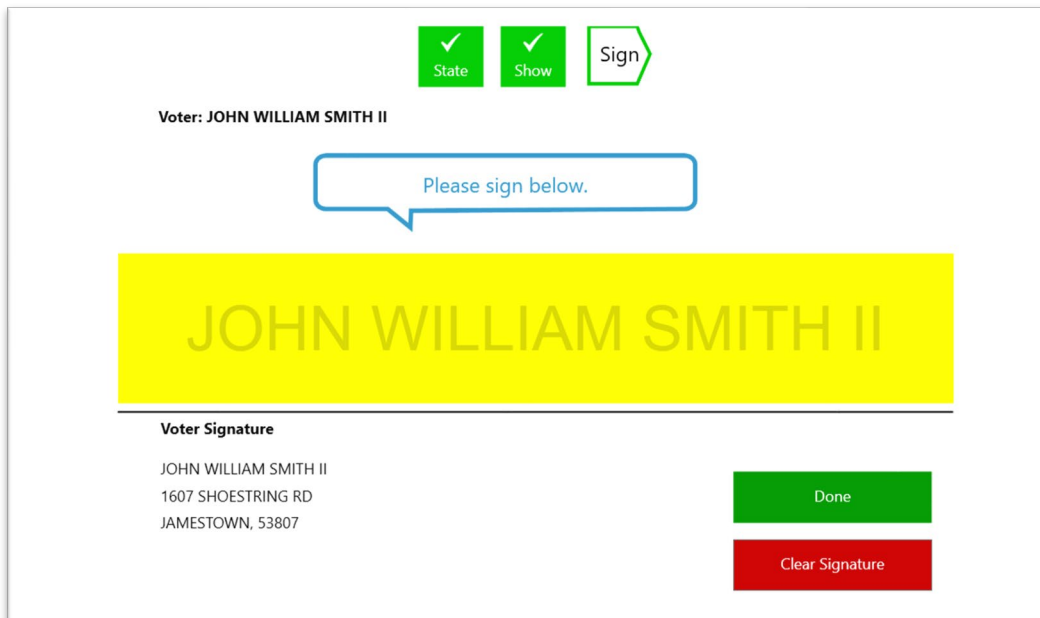 State Show Sign
Voter: JOHN WILLIAM SMITH II
Please sign below.
JOHN WILLIAM SMITH II
Voter Signature
JOHN WILLIAM SMITH II
1607 SHOESTRING RD
JAMESTOWN, 53807
Done
Clear Signature